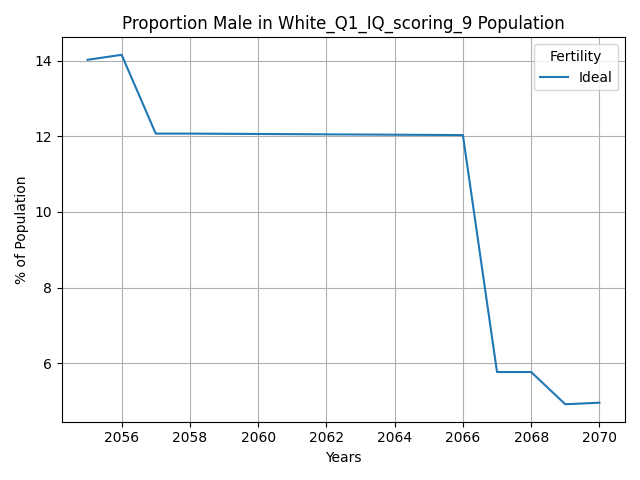 Proportion Male in White_Q1_IQ_scoring_9 Population
Fertility
Ideal
% of Population
14
12
10
8
6
2056 2058 2060 2062 2064 2066 2068 2070
Years